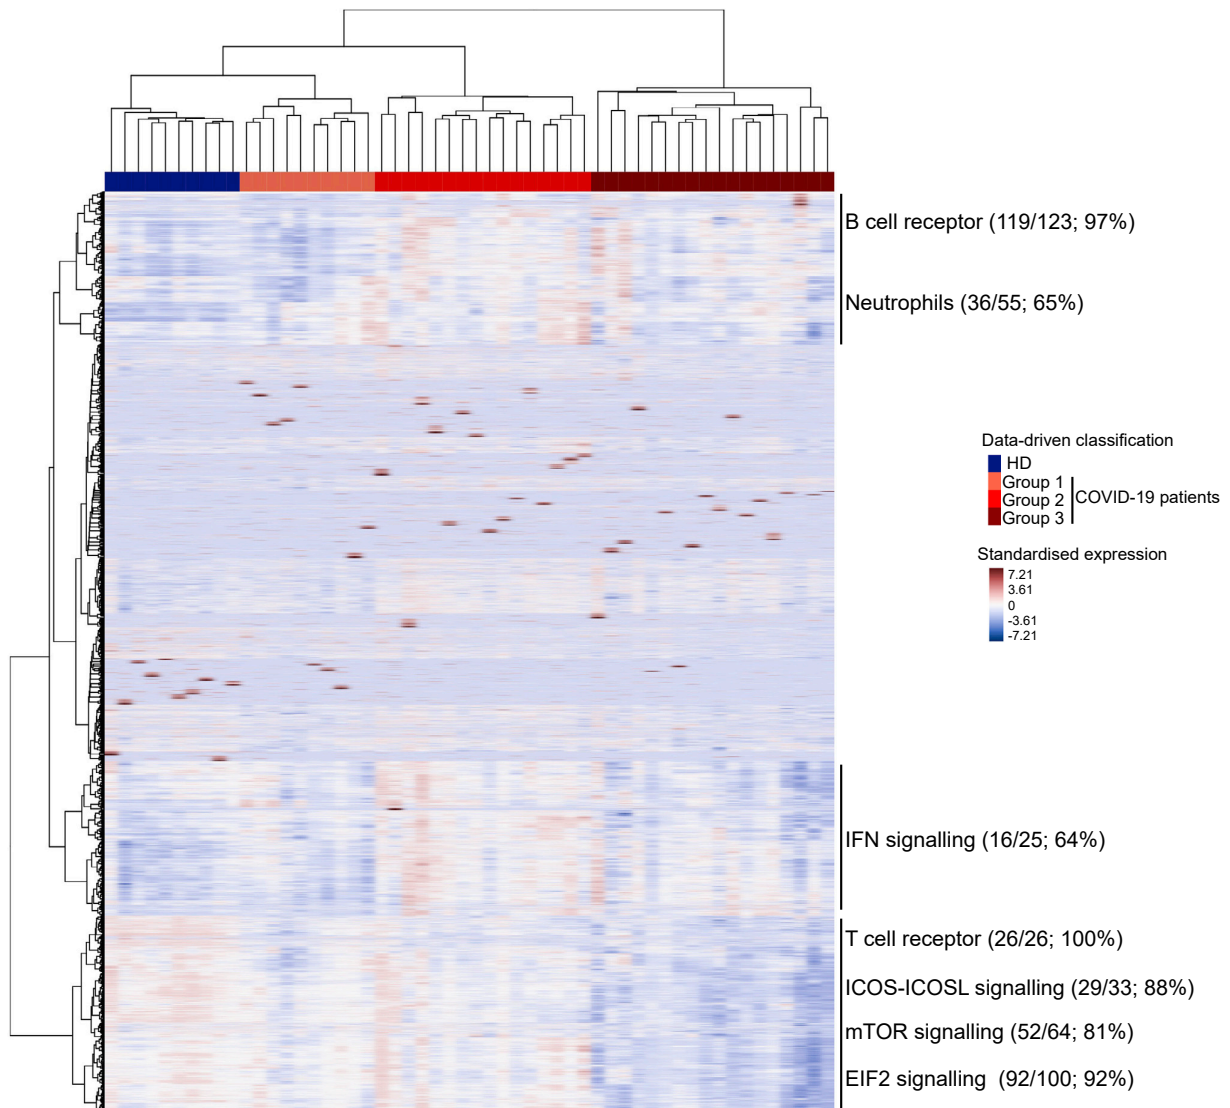 B cell receptor (119/123; 97%)
Neutrophils (36/55; 65%)
Data-driven classification
HD
Group 1
Group 2
Group 3
COVID-19 patients
Standardised expression
7.21
3.61
0
-3.61
-7.21
IFN signalling (16/25; 64%)
T cell receptor (26/26; 100%)
ICOS-ICOSL signalling (29/33; 88%)
mTOR signalling (52/64; 81%)
EIF2 signalling (92/100; 92%)